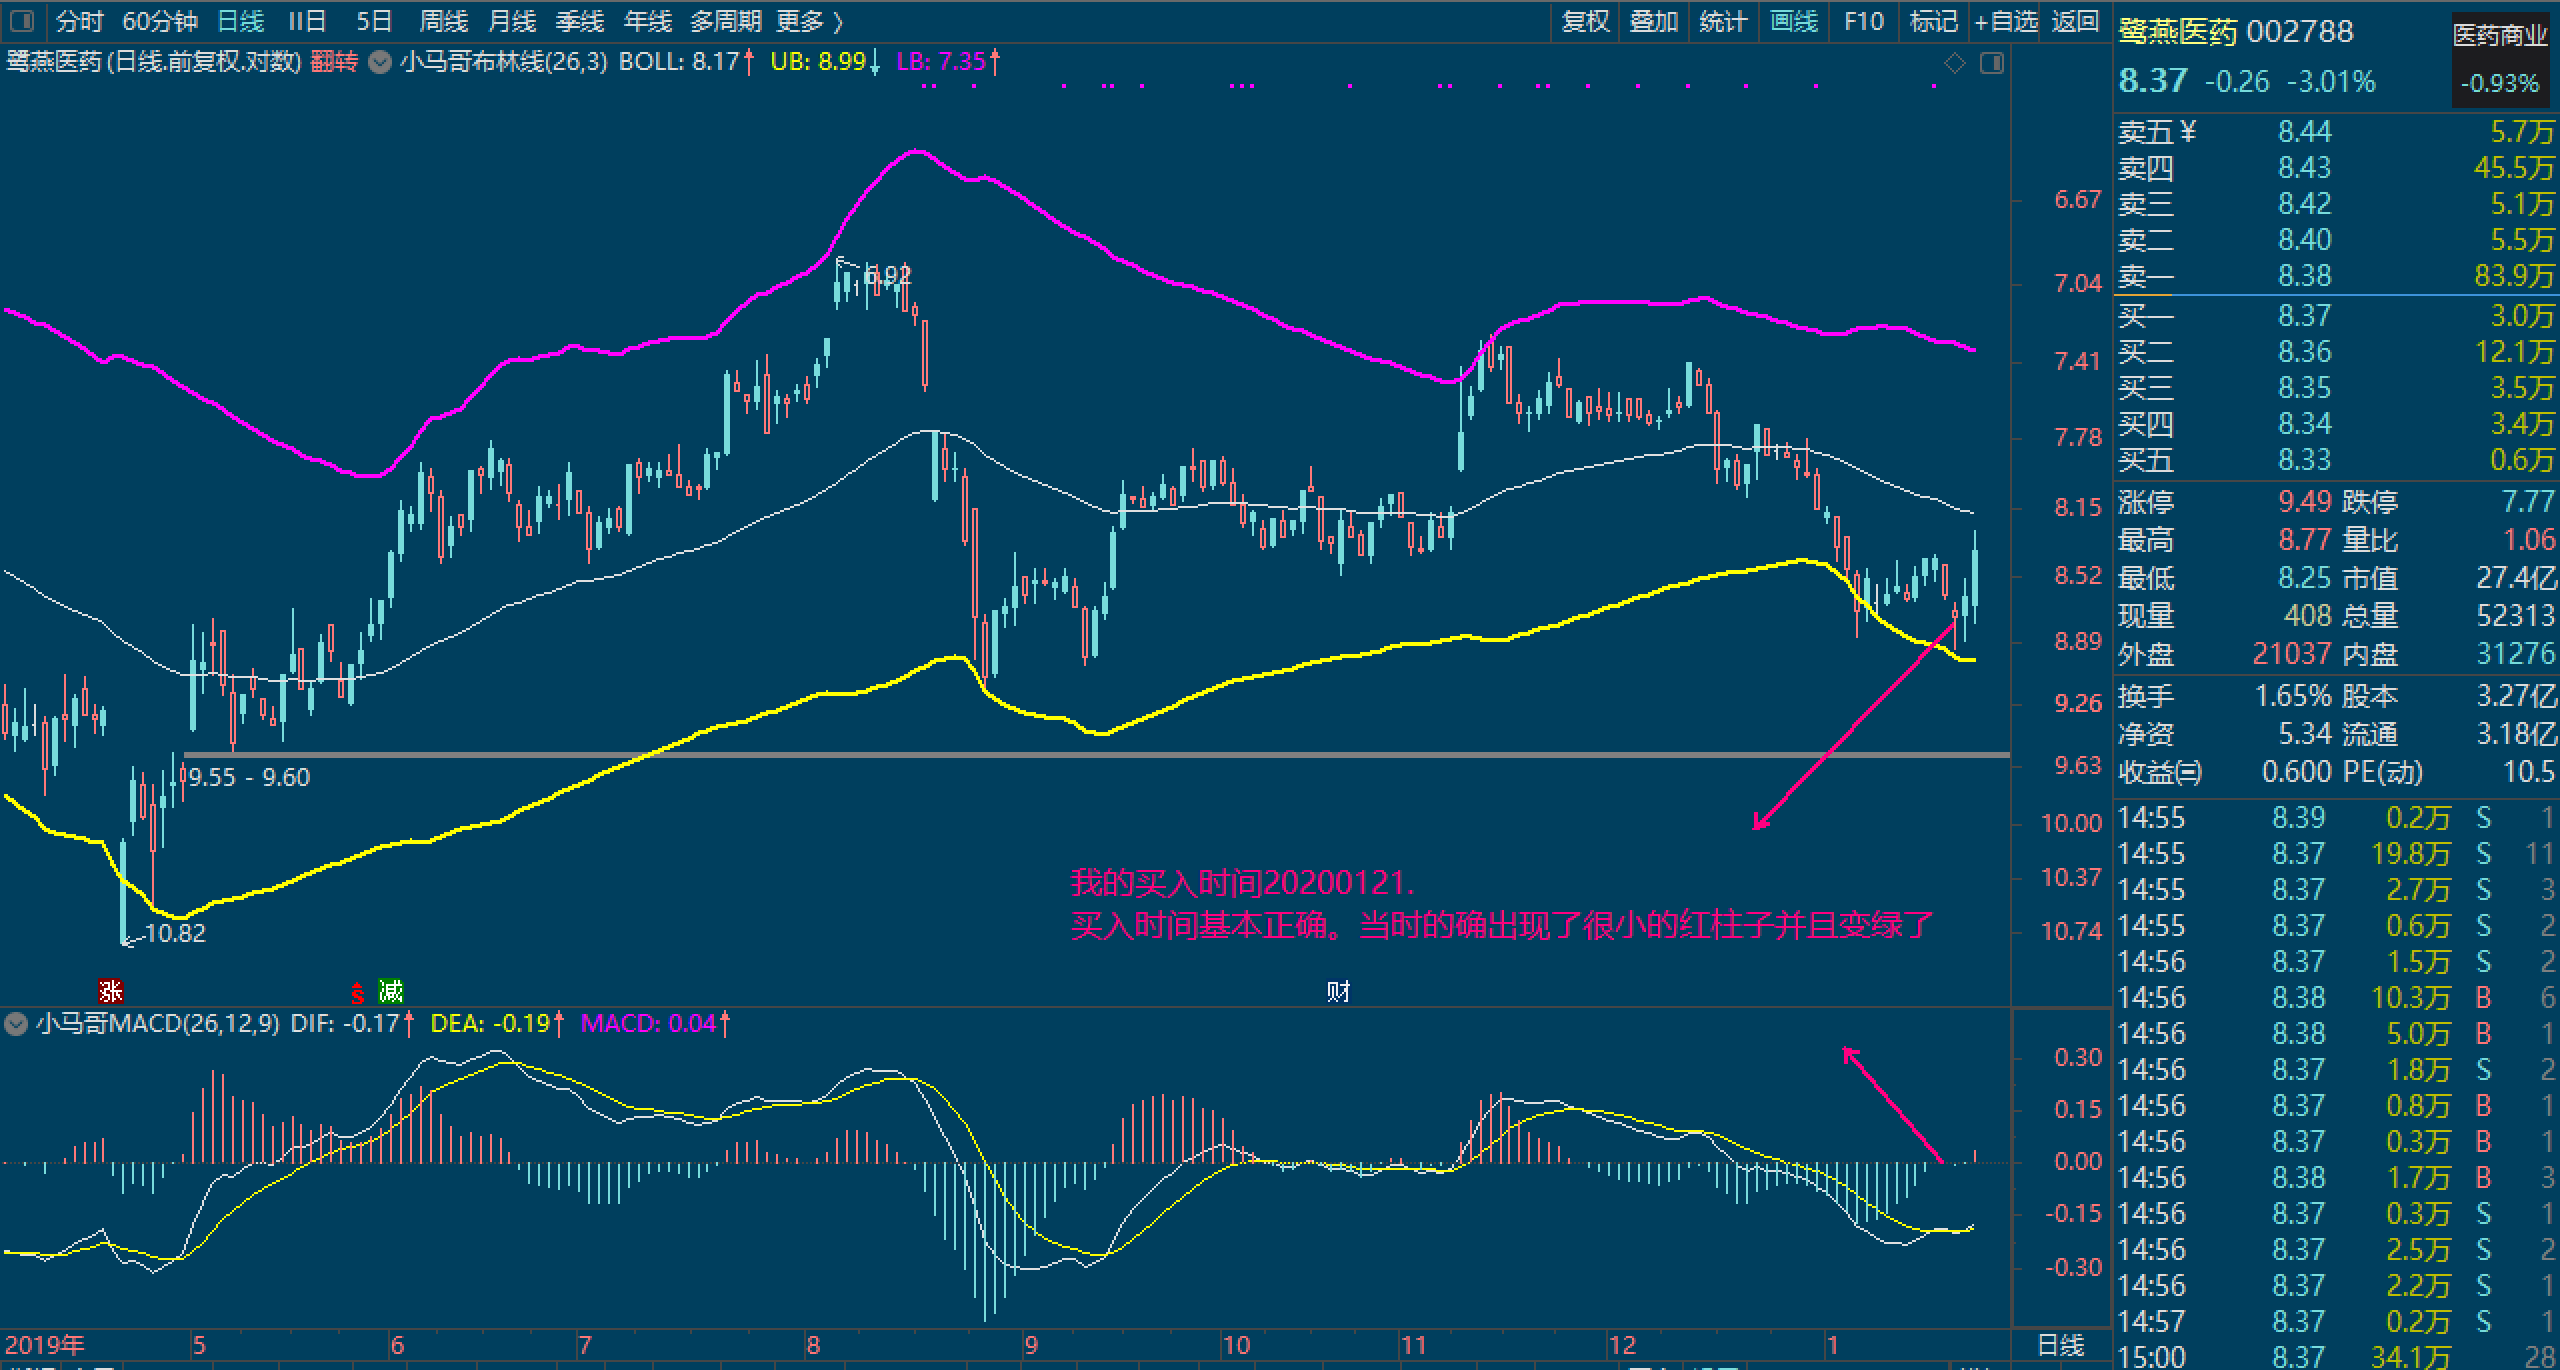 分时 60分钟 日线 II日 5日 周线 月线 季线 年线 多周期 更多 〉 复权 叠加 统计 画线 F10 标记 +自选 返回
鹭燕医药 (日线.前复权.对数) 翻转 小马哥布林线(26,3) BOLL: 8.17↑ UB: 8.99↓ LB: 7.35↑
6.67
7.04
7.41
7.78
8.15
8.52
8.89
9.26
9.63
10.00
10.37
10.74
6.92
9.55 - 9.60
10.82
我的买入时间20200121.
买入时间基本正确。当时的确出现了很小的红柱子并且变绿了
涨 $ 减 财
小马哥MACD(26,12,9) DIF: -0.17↑ DEA: -0.19↑ MACD: 0.04↑
0.30
0.15
0.00
-0.15
-0.30
2019年 5 6 7 8 9 10 11 12 1 日线
鹭燕医药 002788 医药商业
8.37 -0.26 -3.01% -0.93%
卖五 ¥ 8.44 5.7万
卖四 8.43 45.5万
卖三 8.42 5.1万
卖二 8.40 5.5万
卖一 8.38 83.9万
买一 8.37 3.0万
买二 8.36 12.1万
买三 8.35 3.5万
买四 8.34 3.4万
买五 8.33 0.6万
涨停 9.49 跌停 7.77
最高 8.77 量比 1.06
最低 8.25 市值 27.4亿
现量 408 总量 52313
外盘 21037 内盘 31276
换手 1.65% 股本 3.27亿
净资 5.34 流通 3.18亿
收益㈢ 0.600 PE(动) 10.5
14:55 8.39 0.2万 S 1
14:55 8.37 19.8万 S 11
14:55 8.37 2.7万 S 3
14:55 8.37 0.6万 S 2
14:56 8.37 1.5万 S 2
14:56 8.38 10.3万 B 6
14:56 8.38 5.0万 B 1
14:56 8.37 1.8万 S 2
14:56 8.37 0.8万 B 1
14:56 8.37 0.3万 B 1
14:56 8.38 1.7万 B 3
14:56 8.37 0.3万 S 1
14:56 8.37 2.5万 S 2
14:56 8.37 2.2万 S 1
14:57 8.37 0.2万 S 1
15:00 8.37 34.1万 28